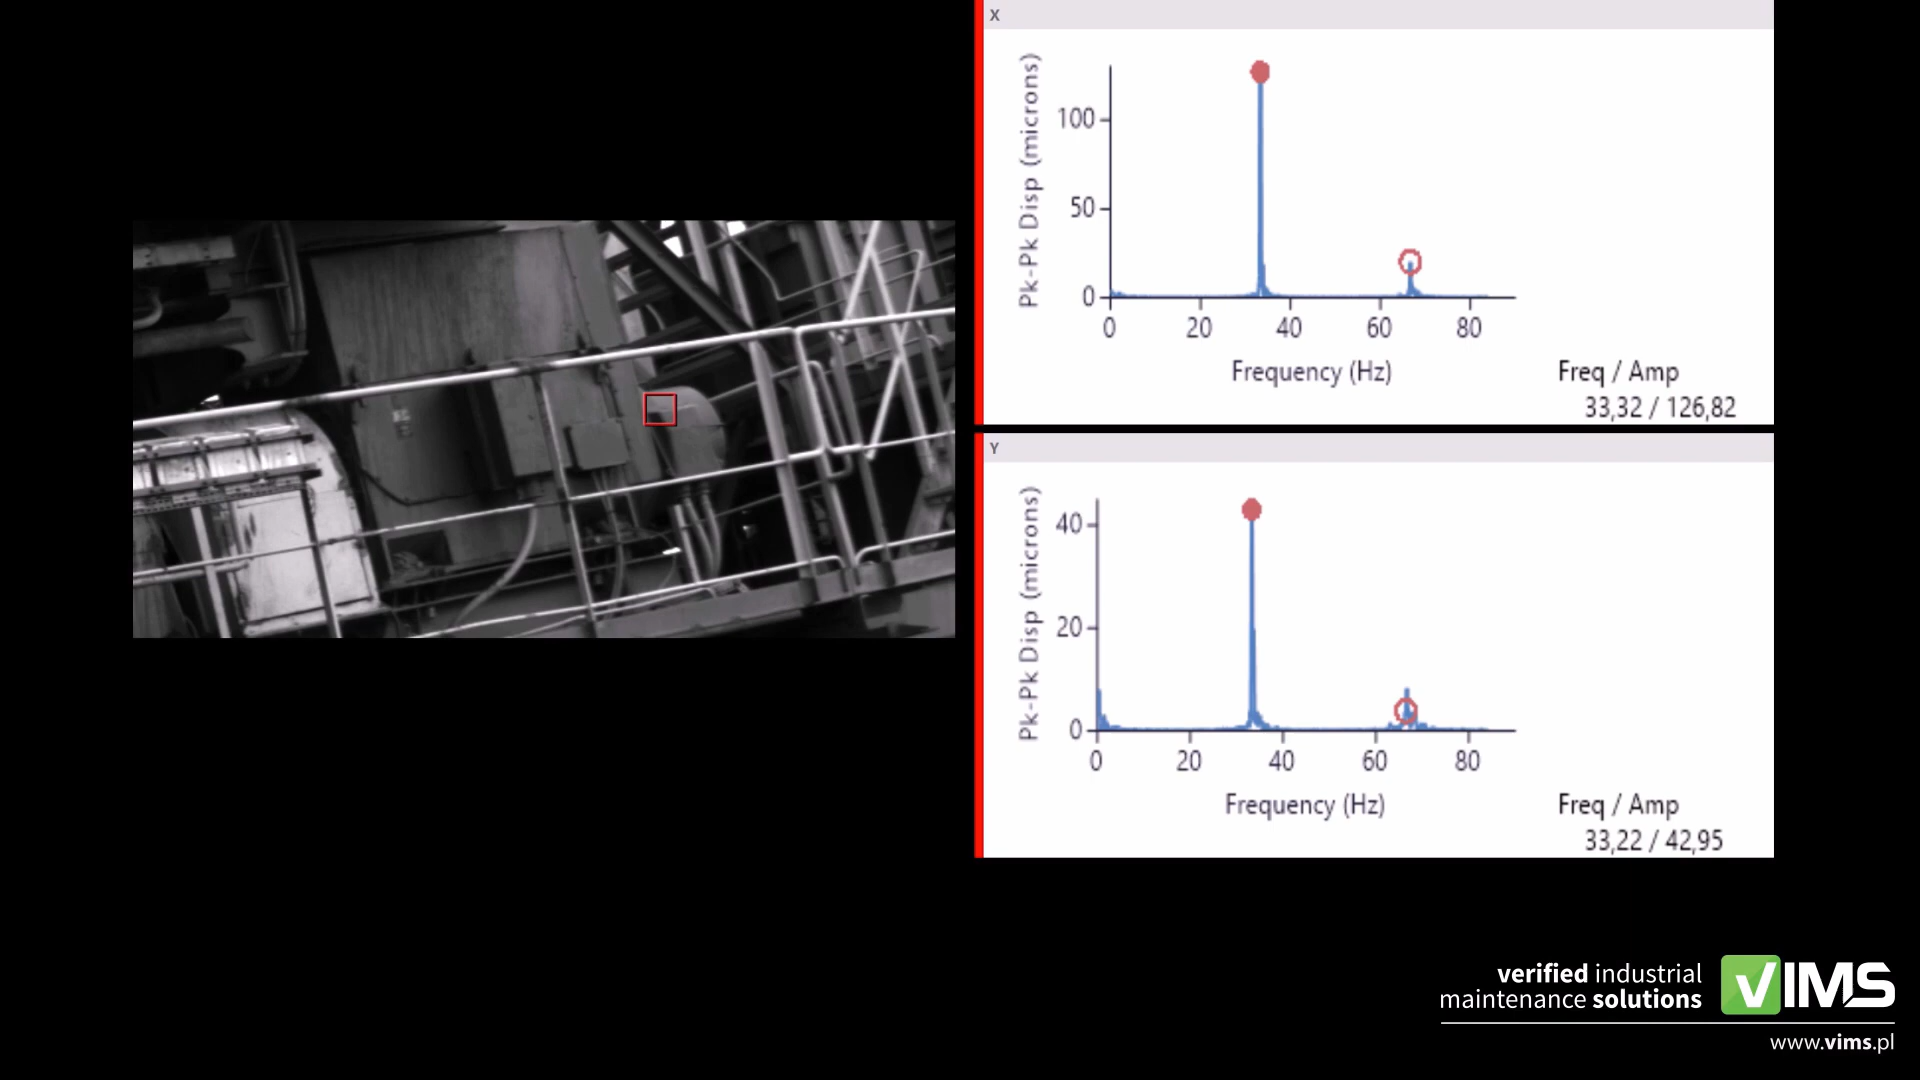 X
Pk-Pk Disp (microns)
100
50
0
0 20 40 60 80
Frequency (Hz)
Freq / Amp
33,32 / 126,82
Y
Pk-Pk Disp (microns)
40
20
0
0 20 40 60 80
Frequency (Hz)
Freq / Amp
33,22 / 42,95
verified industrial
maintenance solutions
VIMS
www.vims.pl